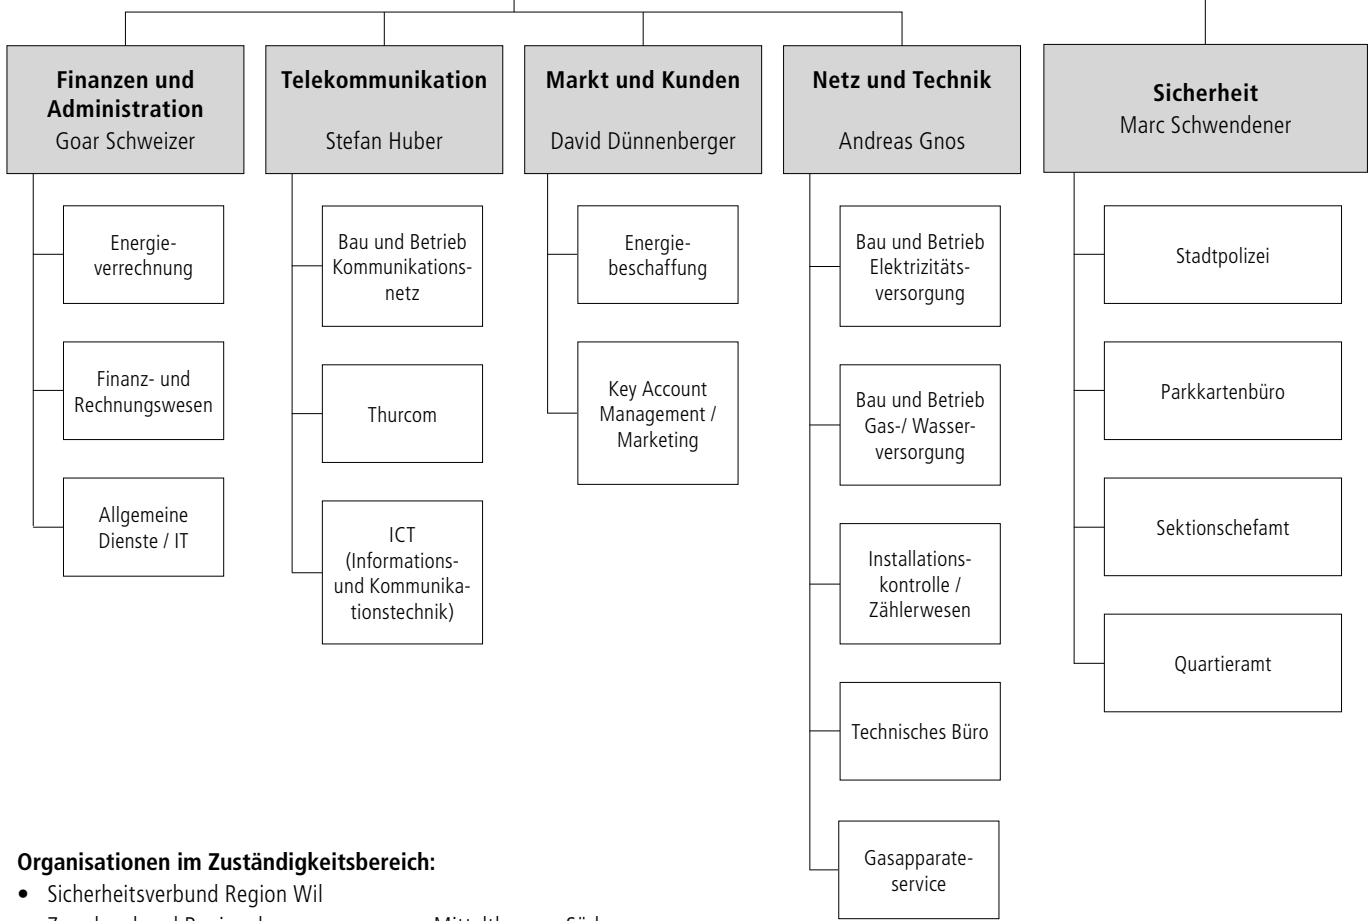 Finanzen und
Administration
Goar Schweizer
Energie-
verrechnung
Finanz- und
Rechnungswesen
Allgemeine
Dienste / IT
Telekommunikation
Stefan Huber
Bau und Betrieb
Kommunikations-
netz
Thurcom
ICT
(Informations-
und Kommunika-
tionstechnik)
Markt und Kunden
David Dünnenberger
Energie-
beschaffung
Key Account
Management /
Marketing
Netz und Technik
Andreas Gnos
Bau und Betrieb
Elektrizitäts-
versorgung
Bau und Betrieb
Gas-/ Wasser-
versorgung
Installations-
kontrolle /
Zählerwesen
Technisches Büro
Gasapparate-
service
Sicherheit
Marc Schwendener
Stadtpolizei
Parkkartenbüro
Sektionschefamt
Quartieramt
Organisationen im Zuständigkeitsbereich:
• Sicherheitsverbund Region Wil